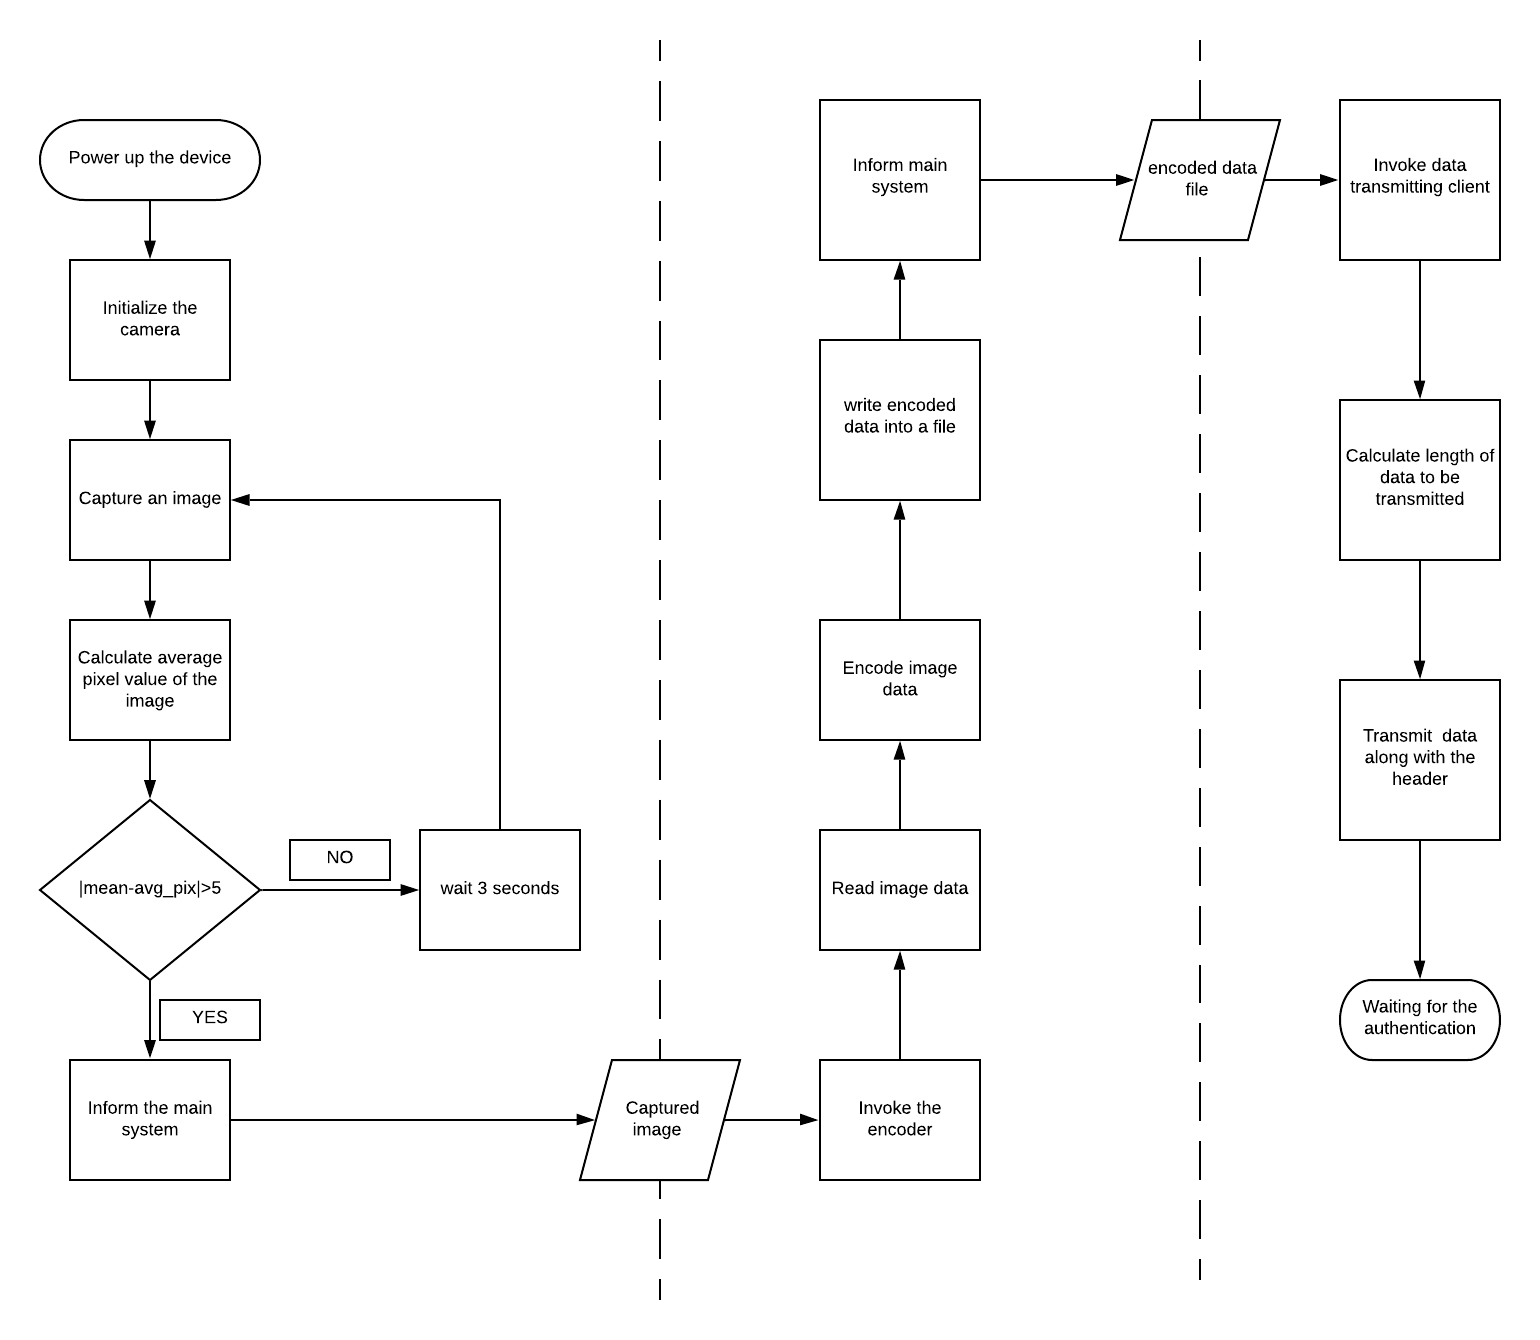 Power up the device
Initialize the
camera
Capture an image
Calculate average
pixel value of the
image
|mean-avg_pix|>5
NO
wait 3 seconds
YES
Inform the main
system
Captured
image
Invoke the
encoder
Read image data
Encode image
data
write encoded
data into a file
Inform main
system
encoded data
file
Invoke data
transmitting client
Calculate length of
data to be
transmitted
Transmit  data
along with the
header
Waiting for the
authentication